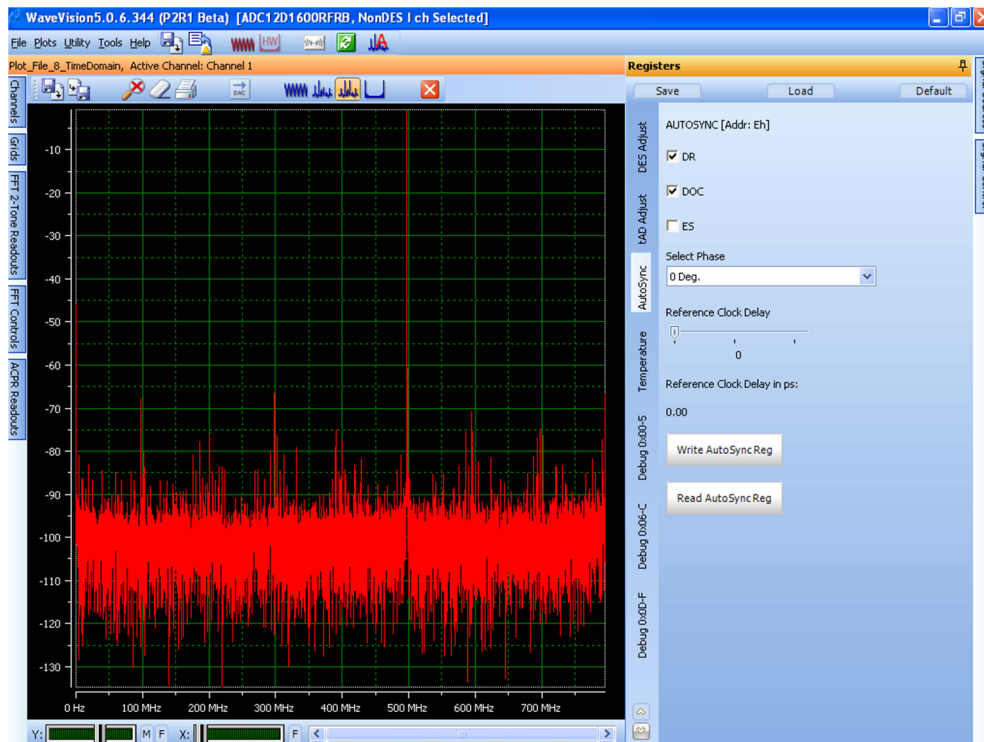 WaveVision5.0.6.344 (P2R1 Beta) [ADC12D1600RFRB, NonDES I ch Selected]
File Plots Utility Tools Help HW
Plot_File_8_TimeDomain, Active Channel: Channel 1
DAC
Channels
Grids
FFT 2-Tone Readouts
FFT Controls
ACPR Readouts
-10
-20
-30
-40
-50
-60
-70
-80
-90
-100
-110
-120
-130
0 Hz 100 MHz 200 MHz 300 MHz 400 MHz 500 MHz 600 MHz 700 MHz
Y: M F X: F
Registers
Save Load Default
DES Adjust
tAD Adjust
AutoSync
Temperature
Debug 0x00-5
Debug 0x06-C
Debug 0x0D-F
AUTOSYNC [Addr: Eh]
DR
DOC
ES
Select Phase
0 Deg.
Reference Clock Delay
0
Reference Clock Delay in ps:
0.00
Write AutoSync Reg
Read AutoSync Reg